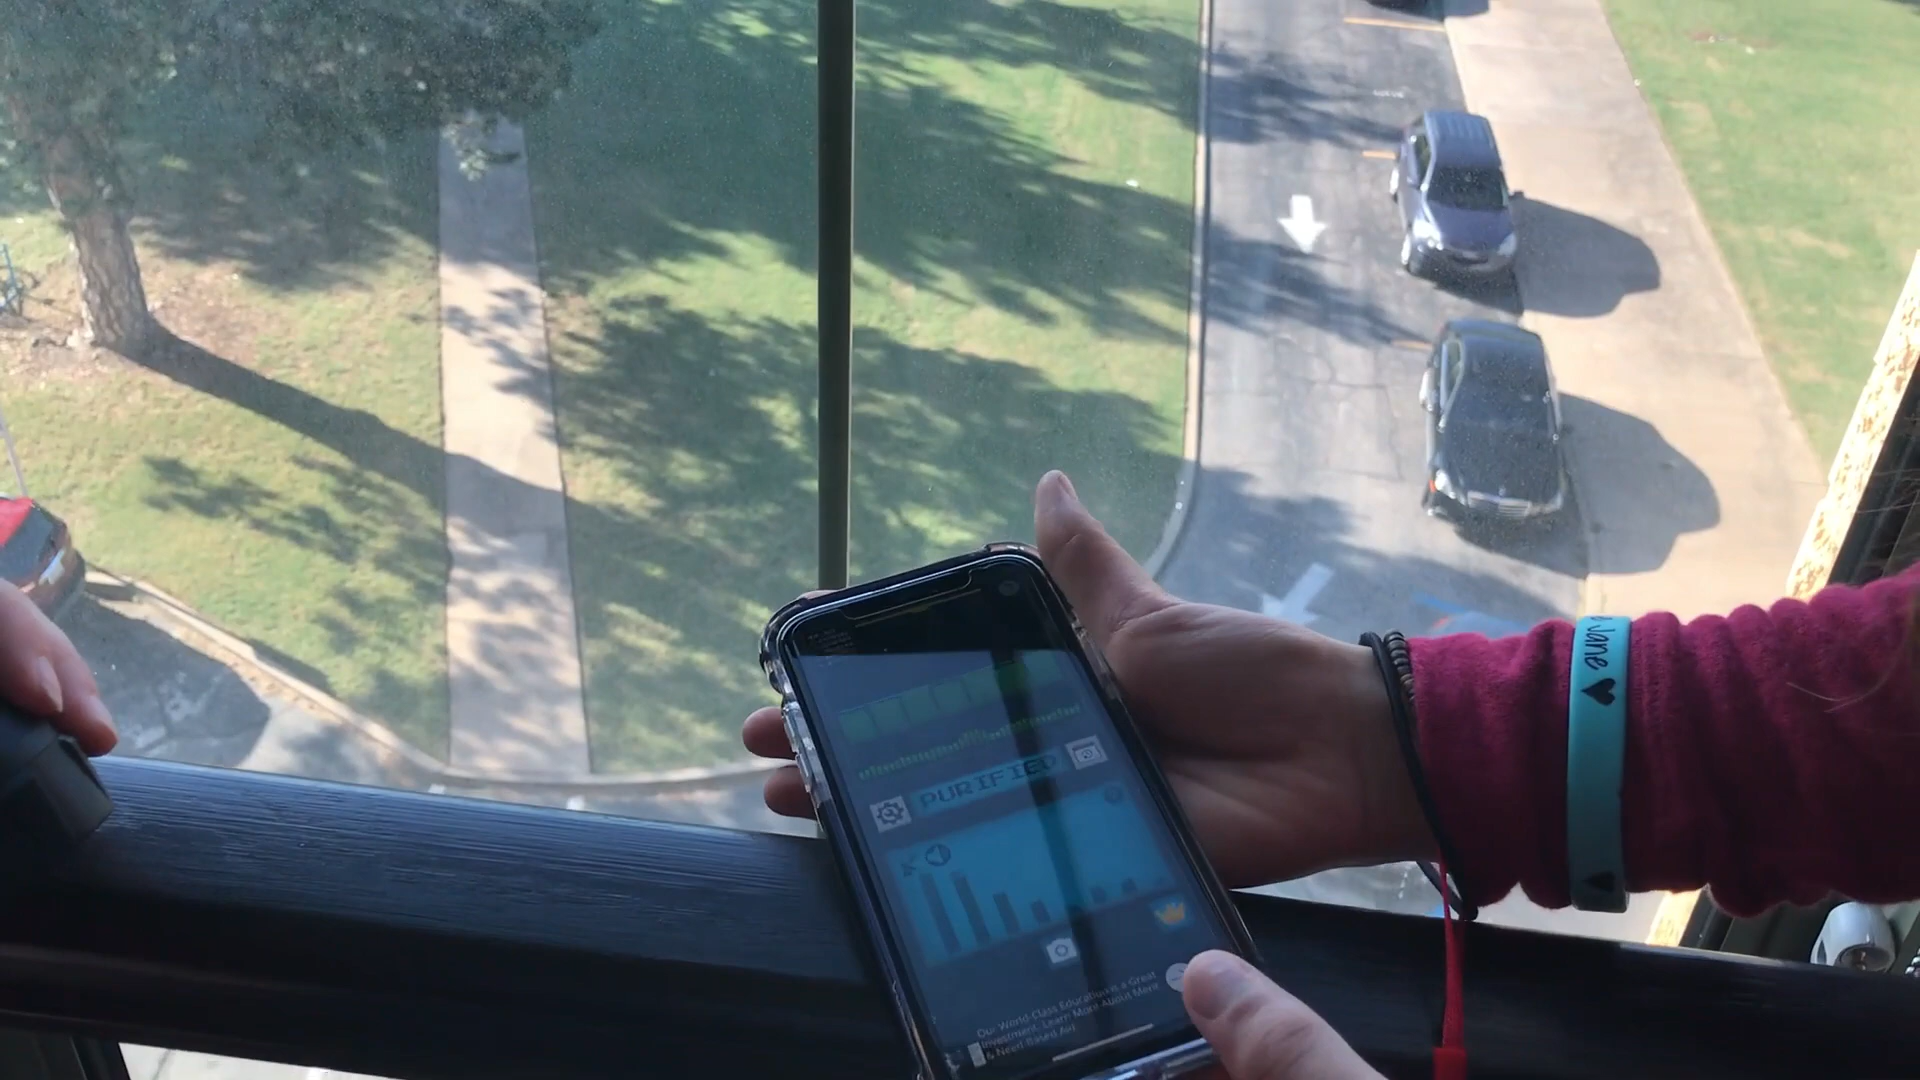 Jane
PURIFIED
Our World-Class Education is a Great
Investment. Learn More About Merit
& Need Based Aid